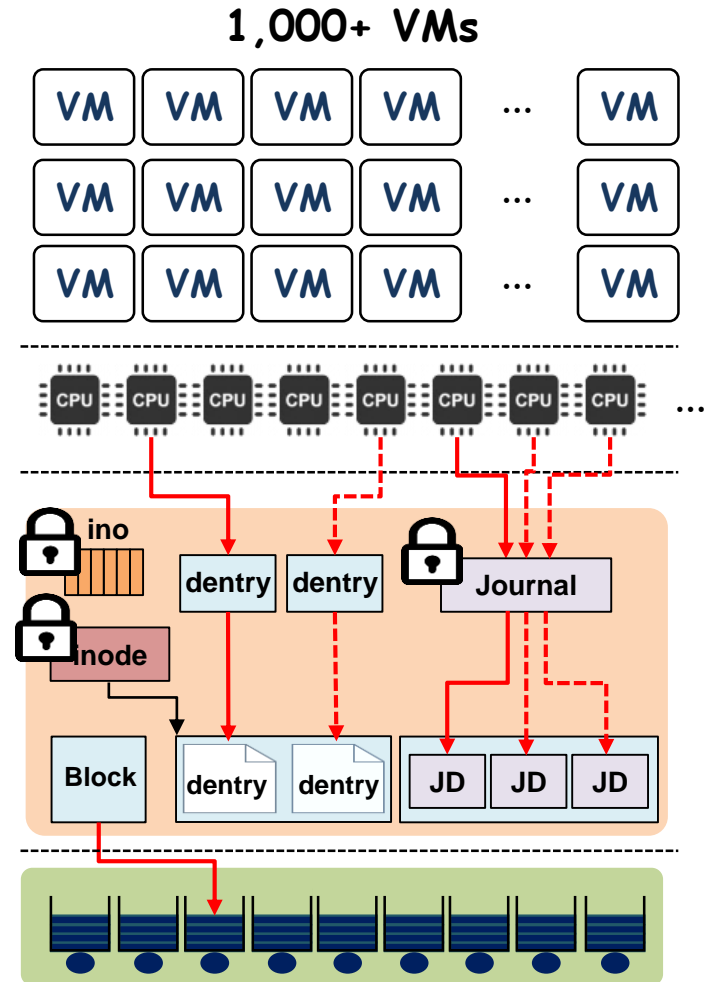 1,000+ VMs
VM VM VM VM ... VM
VM VM VM VM ... VM
VM VM VM VM ... VM
CPU CPU CPU CPU CPU CPU CPU CPU ...
ino
dentry dentry Journal
inode
Block dentry dentry JD JD JD